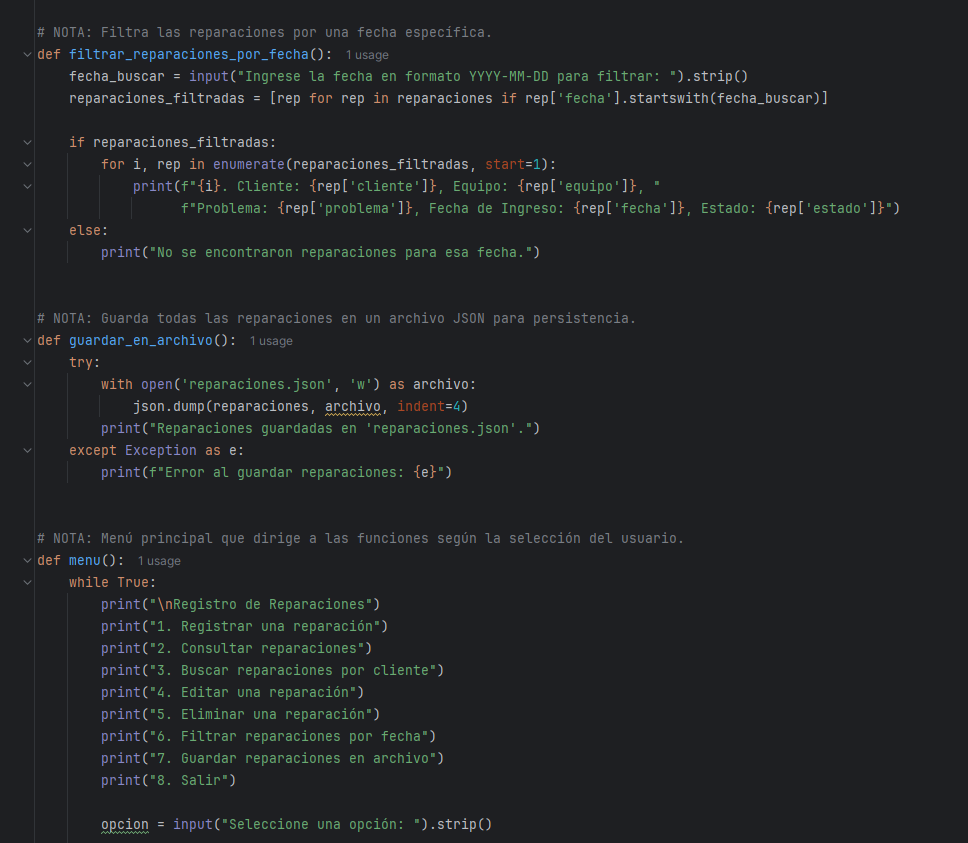 # NOTA: Filtra las reparaciones por una fecha específica.
def filtrar_reparaciones_por_fecha():  1 usage
    fecha_buscar = input("Ingrese la fecha en formato YYYY-MM-DD para filtrar: ").strip()
    reparaciones_filtradas = [rep for rep in reparaciones if rep['fecha'].startswith(fecha_buscar)]
    if reparaciones_filtradas:
        for i, rep in enumerate(reparaciones_filtradas, start=1):
            print(f"{i}. Cliente: {rep['cliente']}, Equipo: {rep['equipo']}, "
                  f"Problema: {rep['problema']}, Fecha de Ingreso: {rep['fecha']}, Estado: {rep['estado']}")
    else:
        print("No se encontraron reparaciones para esa fecha.")
# NOTA: Guarda todas las reparaciones en un archivo JSON para persistencia.
def guardar_en_archivo():  1 usage
    try:
        with open('reparaciones.json', 'w') as archivo:
            json.dump(reparaciones, archivo, indent=4)
        print("Reparaciones guardadas en 'reparaciones.json'.")
    except Exception as e:
        print(f"Error al guardar reparaciones: {e}")
# NOTA: Menú principal que dirige a las funciones según la selección del usuario.
def menu():  1 usage
    while True:
        print("\nRegistro de Reparaciones")
        print("1. Registrar una reparación")
        print("2. Consultar reparaciones")
        print("3. Buscar reparaciones por cliente")
        print("4. Editar una reparación")
        print("5. Eliminar una reparación")
        print("6. Filtrar reparaciones por fecha")
        print("7. Guardar reparaciones en archivo")
        print("8. Salir")
        opcion = input("Seleccione una opción: ").strip()